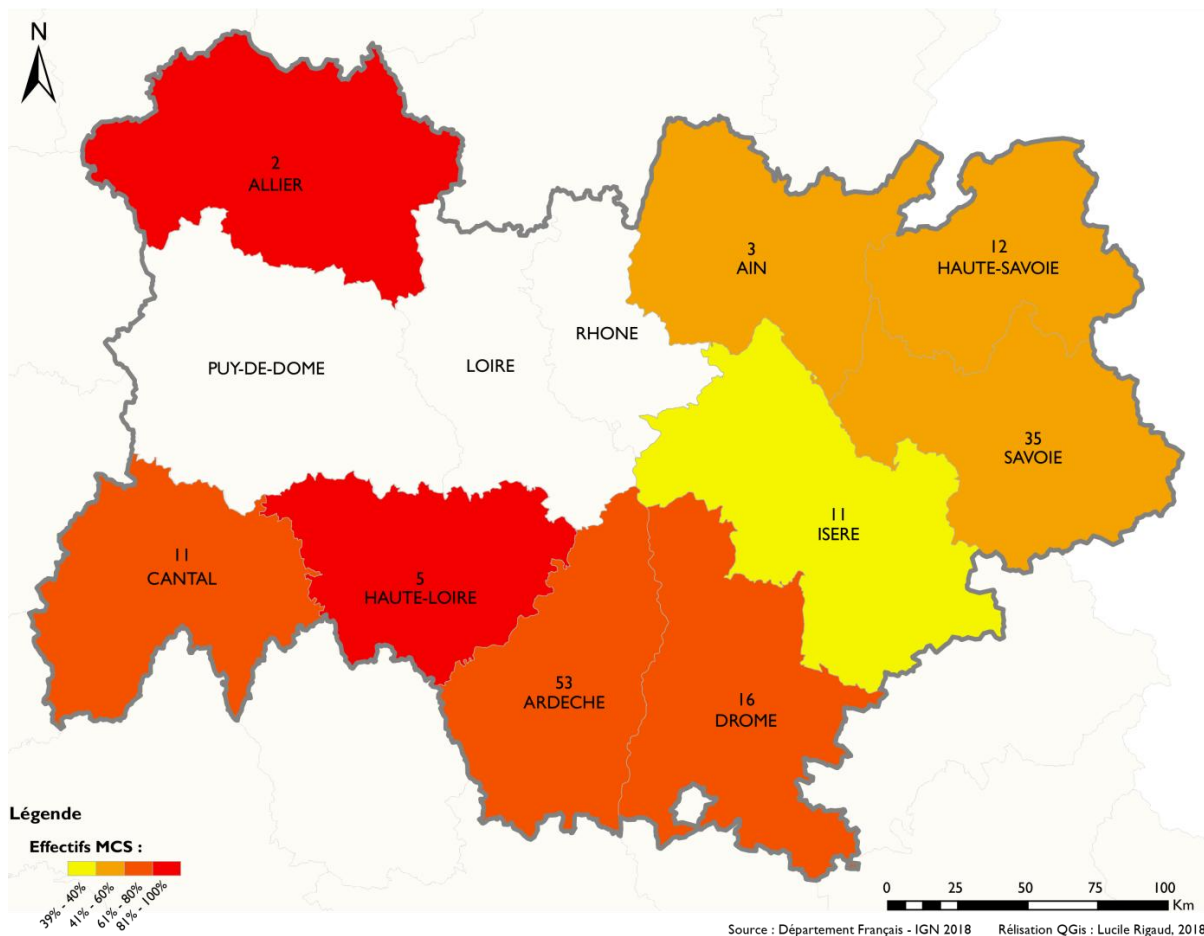 N
2
ALLIER
3
AIN
12
HAUTE-SAVOIE
RHONE
PUY-DE-DOME
LOIRE
35
SAVOIE
11
ISERE
11
CANTAL
5
HAUTE-LOIRE
53
ARDECHE
16
DROME
Légende
Effectifs MCS :
39% - 40%
41% - 60%
61% - 80%
81% - 100%
0 25 50 75 100
Km
Source : Département Français - IGN 2018 Rélisation QGis : Lucile Rigaud, 2018